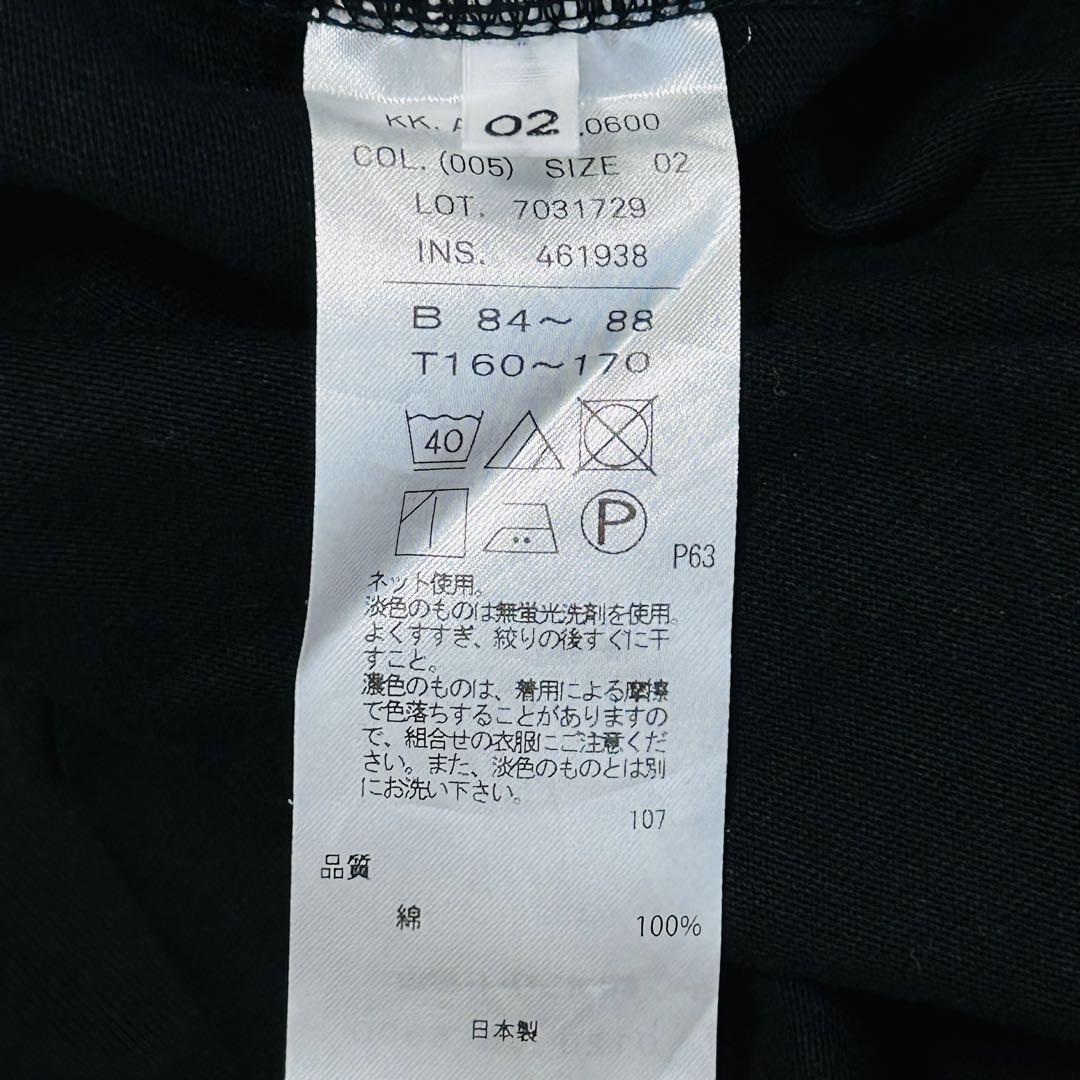 KK. A 02 .0600
COL. (005) SIZE 02
LOT. 7031729
INS. 461938
B 84～ 88
T160～170
40
P
P63
ネット使用。
淡色のものは無蛍光洗剤を使用。
よくすすぎ、絞りの後すぐに干
すこと。
濃色のものは、着用による摩擦
で色落ちすることがありますの
で、組合せの衣服にご注意くだ
さい。また、淡色のものとは別
にお洗い下さい。
107
品質
綿 100%
日本製